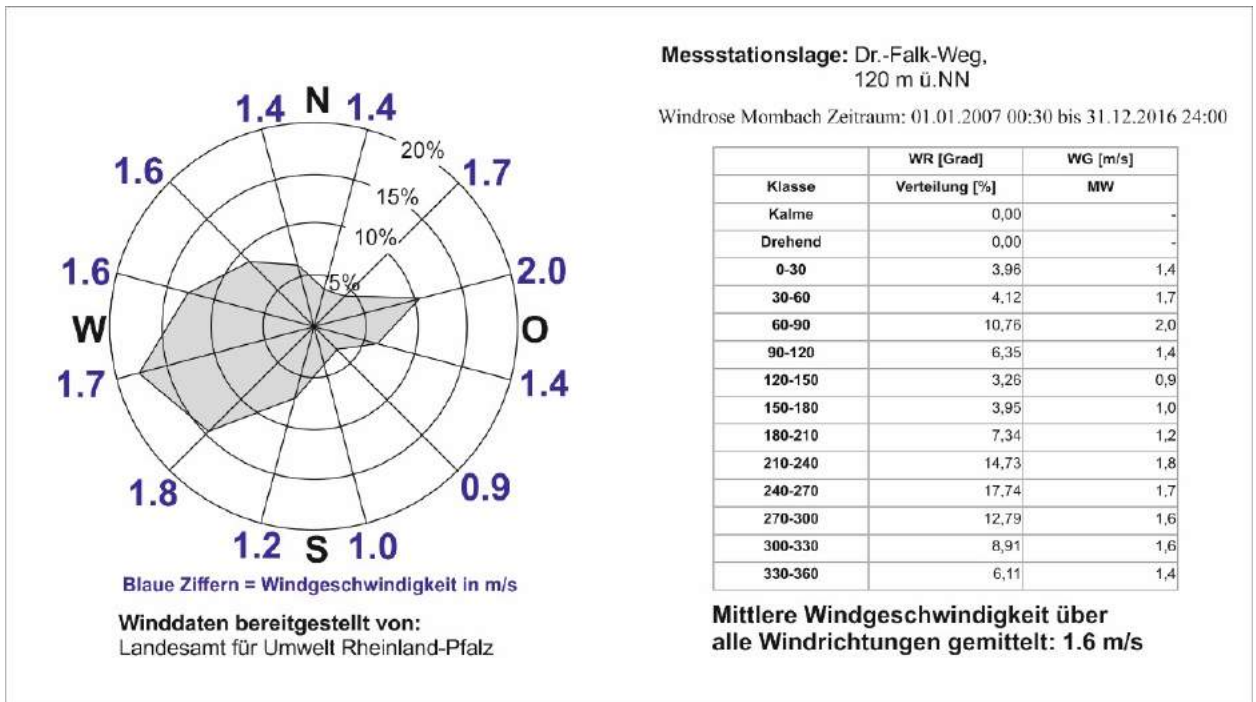 Messstationslage: Dr.-Falk-Weg,
120 m ü.NN
Windrose Mombach Zeitraum: 01.01.2007 00:30 bis 31.12.2016 24:00
1.4 N 1.4
20%
1.6 1.7
15%
10%
1.6 2.0
5%
W O
1.7 1.4
1.8 0.9
1.2 S 1.0
Blaue Ziffern = Windgeschwindigkeit in m/s
Winddaten bereitgestellt von:
Landesamt für Umwelt Rheinland-Pfalz
WR [Grad] WG [m/s]
Klasse Verteilung [%] MW
Kalme 0,00 -
Drehend 0,00 -
0-30 3,96 1,4
30-60 4,12 1,7
60-90 10,76 2,0
90-120 6,35 1,4
120-150 3,26 0,9
150-180 3,95 1,0
180-210 7,34 1,2
210-240 14,73 1,8
240-270 17,74 1,7
270-300 12,79 1,6
300-330 8,91 1,6
330-360 6,11 1,4
Mittlere Windgeschwindigkeit über
alle Windrichtungen gemittelt: 1.6 m/s